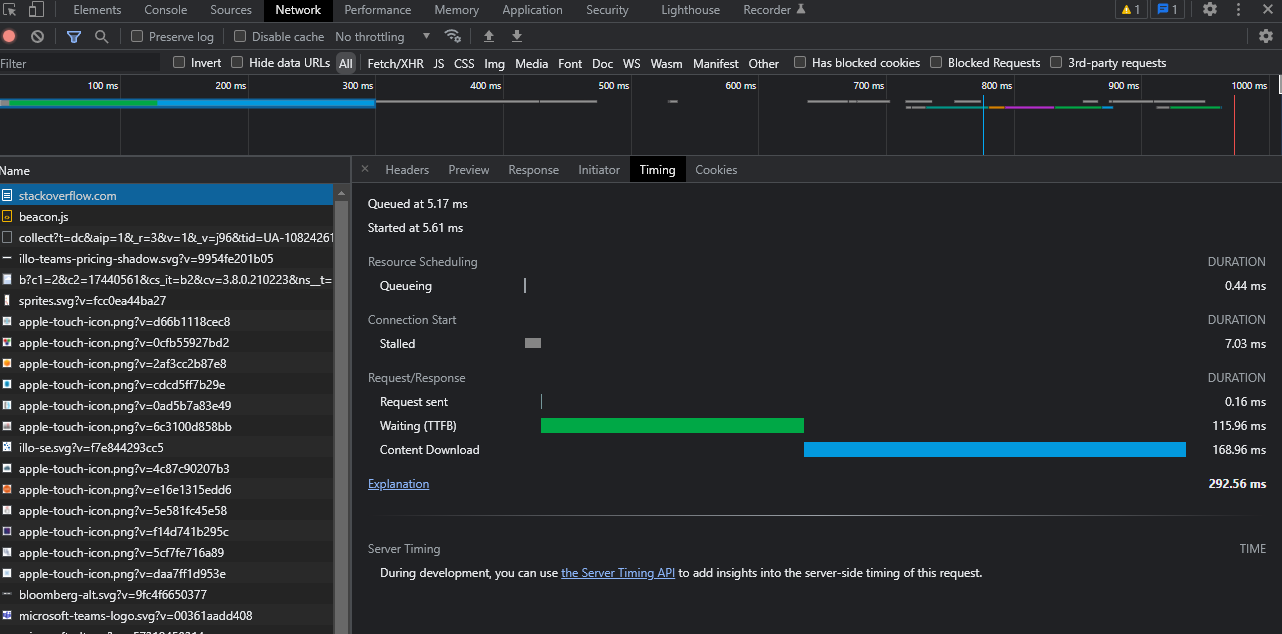 Elements Console Sources Network Performance Memory Application Security Lighthouse Recorder 1 1
Preserve log Disable cache No throttling
Filter Invert Hide data URLs All Fetch/XHR JS CSS Img Media Font Doc WS Wasm Manifest Other Has blocked cookies Blocked Requests 3rd-party requests
100 ms 200 ms 300 ms 400 ms 500 ms 600 ms 700 ms 800 ms 900 ms 1000 ms
Name
Headers Preview Response Initiator Timing Cookies
stackoverflow.com
beacon.js
collect?t=dc&aip=1&_r=3&v=1&_v=j96&tid=UA-10824261
illo-teams-pricing-shadow.svg?v=9954fe201b05
b?c1=2&c2=17440561&cs_it=b2&cv=3.8.0.210223&ns__t=
sprites.svg?v=fcc0ea44ba27
apple-touch-icon.png?v=d66b1118cec8
apple-touch-icon.png?v=0cfb55927bd2
apple-touch-icon.png?v=2af3cc2b87e8
apple-touch-icon.png?v=cdcd5ff7b29e
apple-touch-icon.png?v=0ad5b7a83e49
apple-touch-icon.png?v=6c3100d858bb
illo-se.svg?v=f7e844293cc5
apple-touch-icon.png?v=4c87c90207b3
apple-touch-icon.png?v=e16e1315edd6
apple-touch-icon.png?v=5e581fc45e58
apple-touch-icon.png?v=f14d741b295c
apple-touch-icon.png?v=5cf7fe716a89
apple-touch-icon.png?v=daa7ff1d953e
bloomberg-alt.svg?v=9fc4f6650377
microsoft-teams-logo.svg?v=00361aadd408
Queued at 5.17 ms
Started at 5.61 ms
Resource Scheduling DURATION
Queueing 0.44 ms
Connection Start DURATION
Stalled 7.03 ms
Request/Response DURATION
Request sent 0.16 ms
Waiting (TTFB) 115.96 ms
Content Download 168.96 ms
Explanation 292.56 ms
Server Timing TIME
During development, you can use the Server Timing API to add insights into the server-side timing of this request.